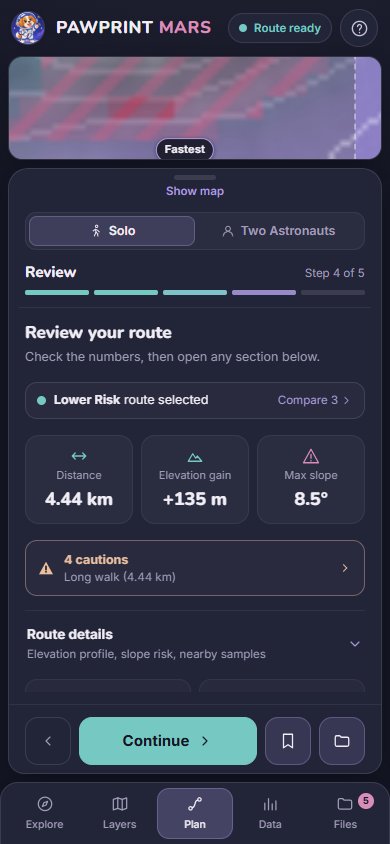 PAWPRINT MARS
Route ready
Fastest
Show map
Solo
Two Astronauts
Review
Step 4 of 5
Review your route
Check the numbers, then open any section below.
Lower Risk route selected
Compare 3
Distance
4.44 km
Elevation gain
+135 m
Max slope
8.5°
4 cautions
Long walk (4.44 km)
Route details
Elevation profile, slope risk, nearby samples
Continue
Explore
Layers
Plan
Data
Files
5